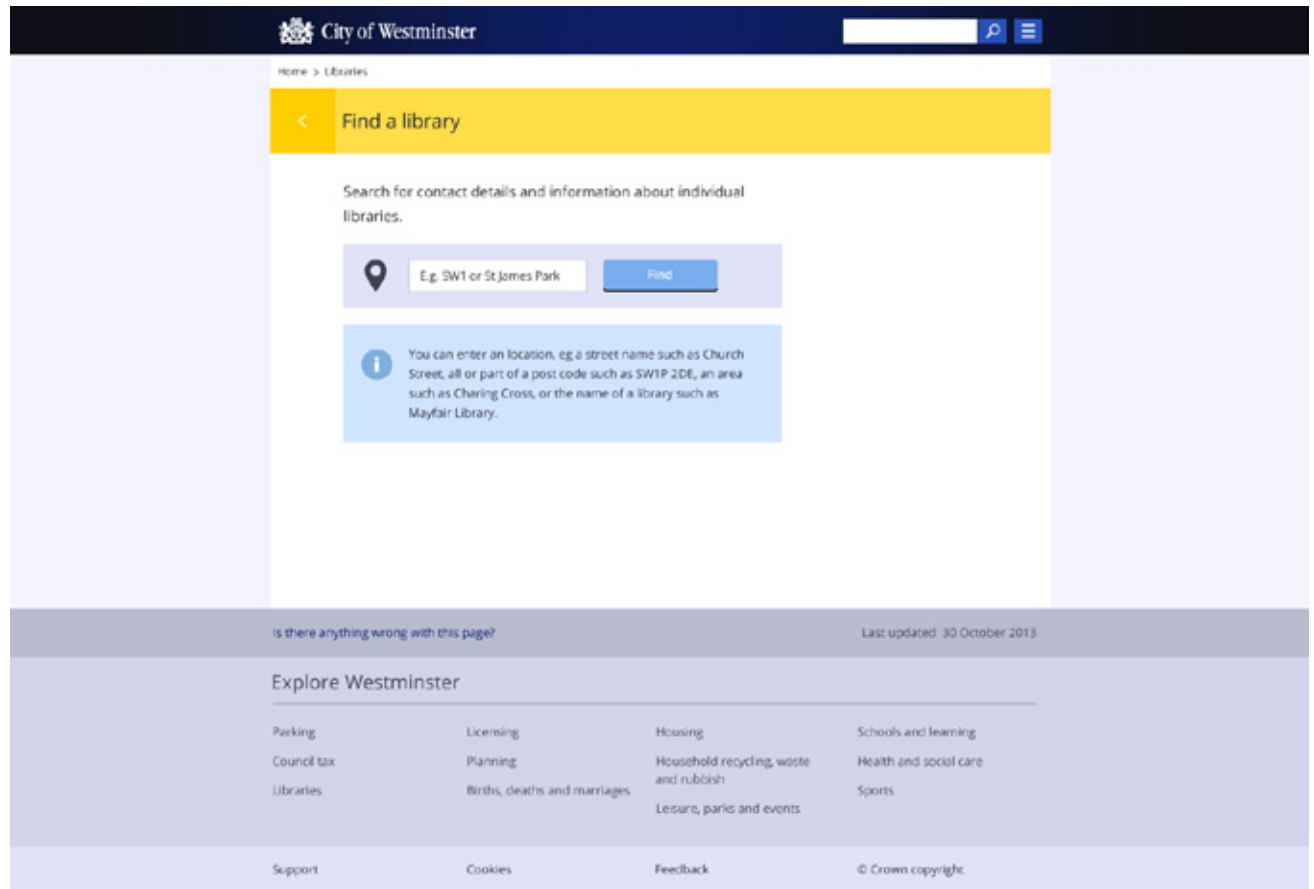 City of Westminster
Home > Libraries
< Find a library
Search for contact details and information about individual
libraries.
E.g. SW1 or St James Park
Find
You can enter an location, eg a street name such as Church
Street, all or part of a post code such as SW1P 2DE, an area
such as Charing Cross, or the name of a library such as
Mayfair Library.
Is there anything wrong with this page?
Last updated 30 October 2013
Explore Westminster
Parking
Council tax
Libraries
Licensing
Planning
Births, deaths and marriages
Housing
Household recycling, waste
and rubbish
Leisure, parks and events
Schools and learning
Health and social care
Sports
Support
Cookies
Feedback
© Crown copyright